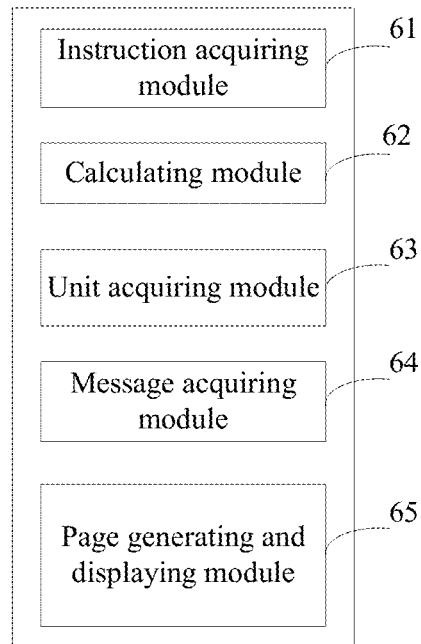 Instruction acquiring
module
61
Calculating module
62
Unit acquiring module
63
Message acquiring
module
64
Page generating and
displaying module
65